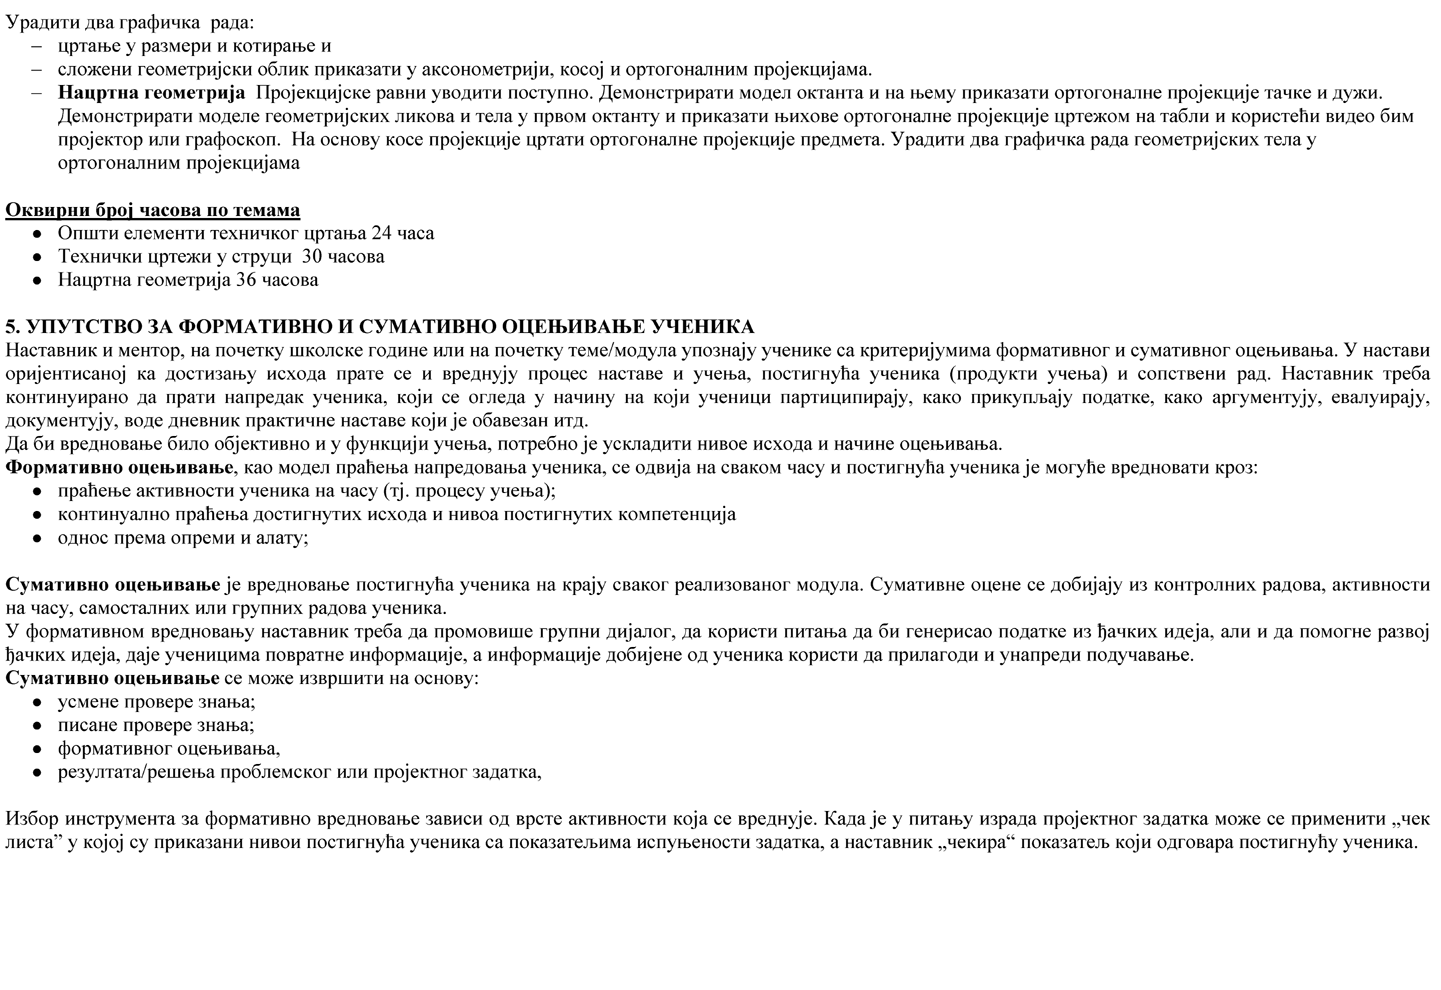 Урадити два графичка  рада:
– цртање у размери и котирање и
– сложени геометријски облик приказати у аксонометрији, косој и ортогоналним пројекцијама.
– Нацртна геометрија  Пројекцијске равни уводити поступно. Демонстрирати модел октанта и на њему приказати ортогоналне пројекције тачке и дужи.
Демонстрирати моделе геометријских ликова и тела у првом октанту и приказати њихове ортогоналне пројекције цртежом на табли и користећи видео бим
пројектор или графоскоп.  На основу косе пројекције цртати ортогоналне пројекције предмета. Урадити два графичка рада геометријских тела у
ортогоналним пројекцијама
Оквирни број часова по темама
● Општи елементи техничког цртања 24 часа
● Технички цртежи у струци  30 часова
● Нацртна геометрија 36 часова
5. УПУТСТВО ЗА ФОРМАТИВНО И СУМАТИВНО ОЦЕЊИВАЊЕ УЧЕНИКА
Наставник и ментор, на почетку школске године или на почетку теме/модула упознају ученике са критеријумима формативног и сумативног оцењивања. У настави
оријентисаној ка достизању исхода прате се и вреднују процес наставе и учења, постигнућа ученика (продукти учења) и сопствени рад. Наставник треба
континуирано да прати напредак ученика, који се огледа у начину на који ученици партиципирају, како прикупљају податке, како аргументују, евалуирају,
документују, воде дневник практичне наставе који је обавезан итд.
Да би вредновање било објективно и у функцији учења, потребно је ускладити нивое исхода и начине оцењивања.
Формативно оцењивање, као модел праћења напредовања ученика, се одвија на сваком часу и постигнућа ученика је могуће вредновати кроз:
● праћење активности ученика на часу (тј. процесу учења);
● континуално праћења достигнутих исхода и нивоа постигнутих компетенција
● однос према опреми и алату;
Сумативно оцењивање је вредновање постигнућа ученика на крају сваког реализованог модула. Сумативне оцене се добијају из контролних радова, активности
на часу, самосталних или групних радова ученика.
У формативном вредновању наставник треба да промовише групни дијалог, да користи питања да би генерисао податке из ђачких идеја, али и да помогне развој
ђачких идеја, даје ученицима повратне информације, а информације добијене од ученика користи да прилагоди и унапреди подучавање.
Сумативно оцењивање се може извршити на основу:
● усмене провере знања;
● писане провере знања;
● формативног оцењивања,
● резултата/решења проблемског или пројектног задатка,
Избор инструмента за формативно вредновање зависи од врсте активности која се вреднује. Када је у питању израда пројектног задатка може се применити „чек
листа” у којој су приказани нивои постигнућа ученика са показатељима испуњености задатка, а наставник „чекира“ показатељ који одговара постигнућу ученика.